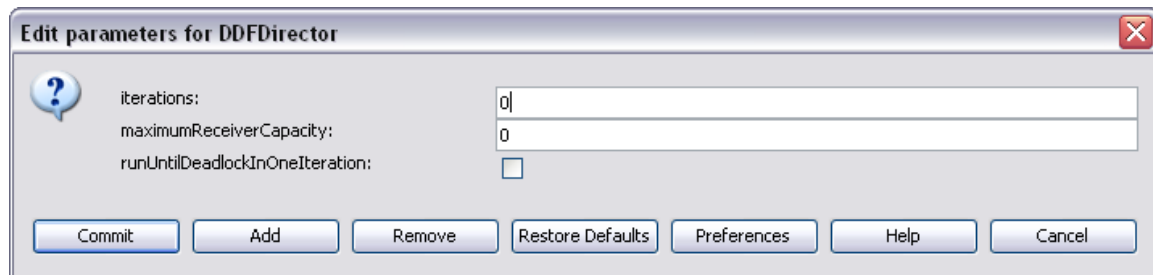 Edit parameters for DDFDirector
?
iterations: 0
maximumReceiverCapacity: 0
runUntilDeadlockInOneIteration:
Commit Add Remove Restore Defaults Preferences Help Cancel